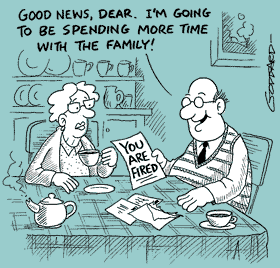 GOOD NEWS, DEAR. I'M GOING
TO BE SPENDING MORE TIME
WITH THE FAMILY!
GODDARD
YOU
ARE
FIRED